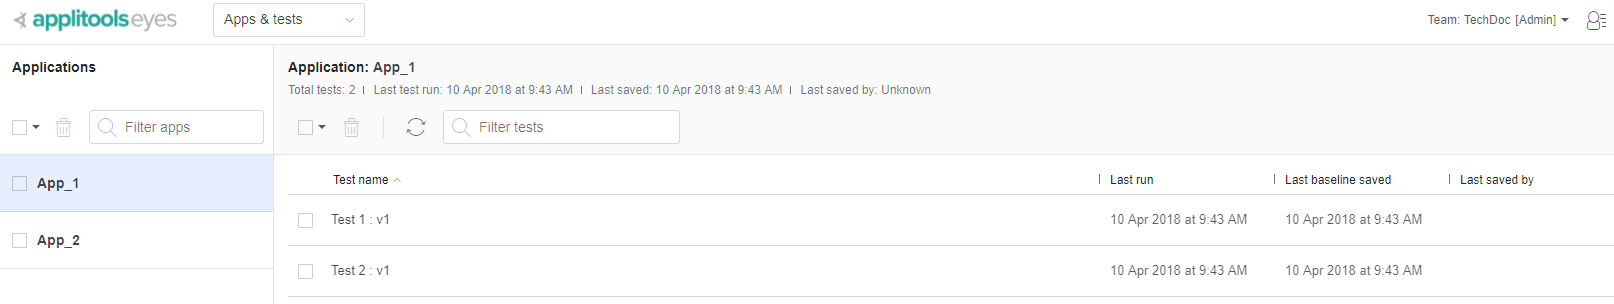 applitools eyes
Apps & tests
Team: TechDoc [Admin]
Applications
Filter apps
App_1
App_2
Application: App_1
Total tests: 2 | Last test run: 10 Apr 2018 at 9:43 AM | Last saved: 10 Apr 2018 at 9:43 AM | Last saved by: Unknown
Filter tests
Test name | Last run | Last baseline saved | Last saved by
Test 1 : v1 10 Apr 2018 at 9:43 AM 10 Apr 2018 at 9:43 AM
Test 2 : v1 10 Apr 2018 at 9:43 AM 10 Apr 2018 at 9:43 AM